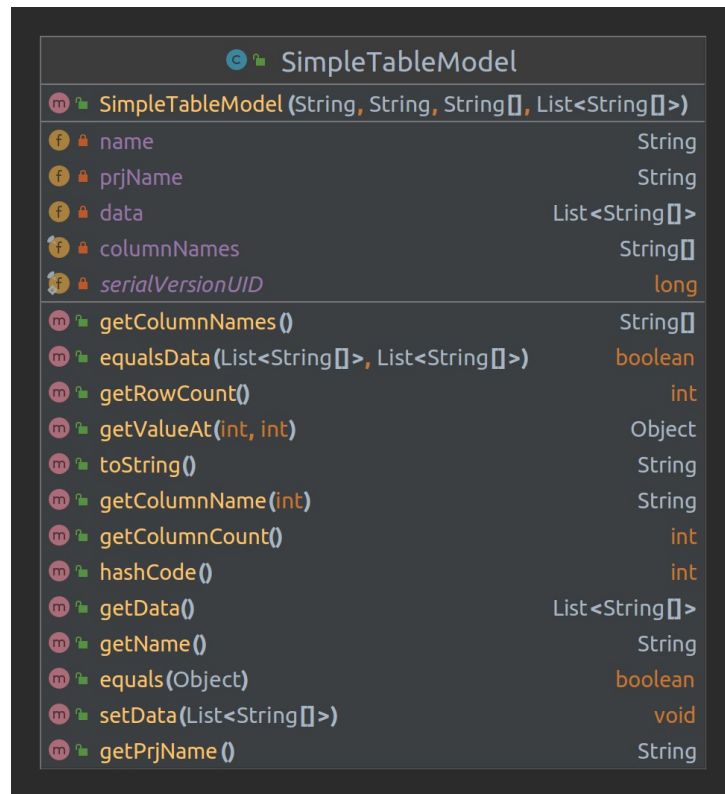 C SimpleTableModel
m SimpleTableModel(String, String, String[], List<String[]>)
f name String
f prjName String
f data List<String[]>
f columnNames String[]
f serialVersionUID long
m getColumnNames() String[]
m equalsData(List<String[]>, List<String[]>) boolean
m getRowCount() int
m getValueAt(int, int) Object
m toString() String
m getColumnName(int) String
m getColumnCount() int
m hashCode() int
m getData() List<String[]>
m getName() String
m equals(Object) boolean
m setData(List<String[]>) void
m getPrjName() String